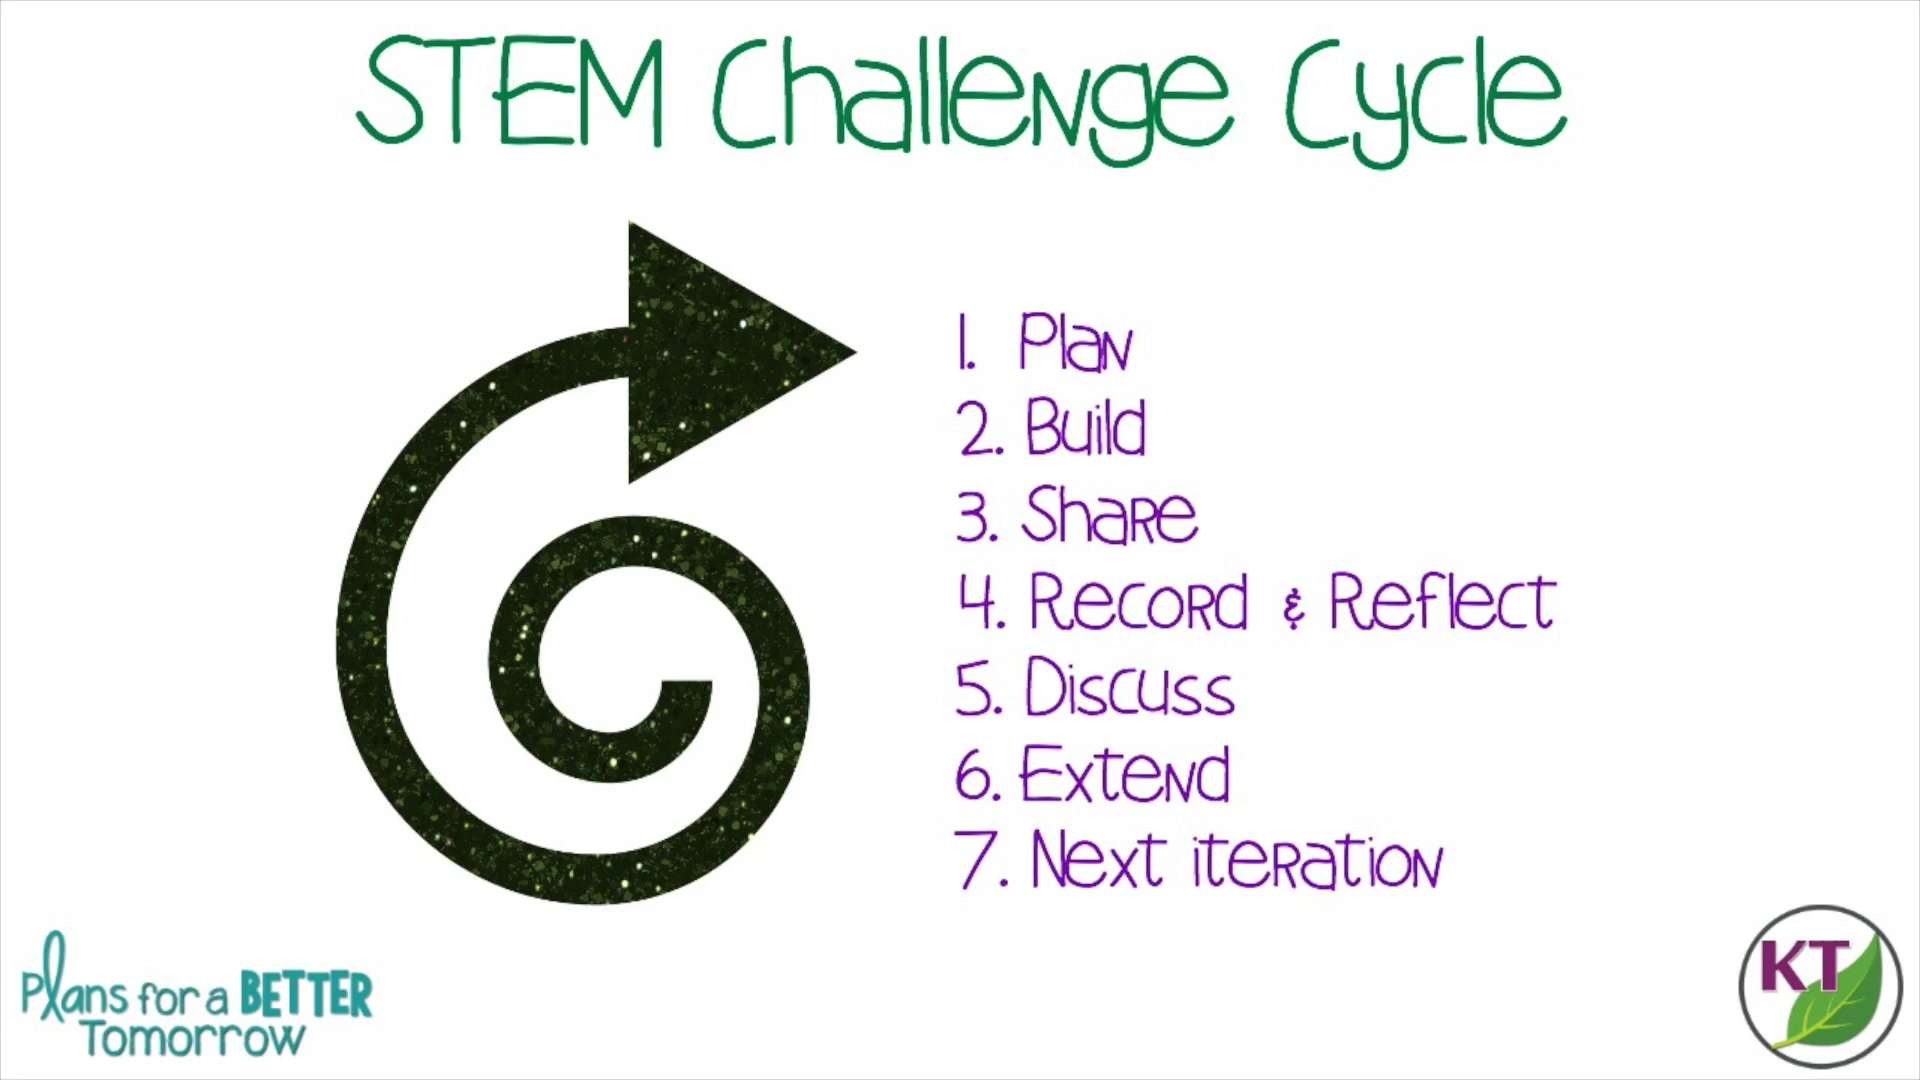 STEM Challenge Cycle
1. Plan
2. Build
3. Share
4. Record & Reflect
5. Discuss
6. Extend
7. Next iteration
Plans for a BETTER
Tomorrow
KT